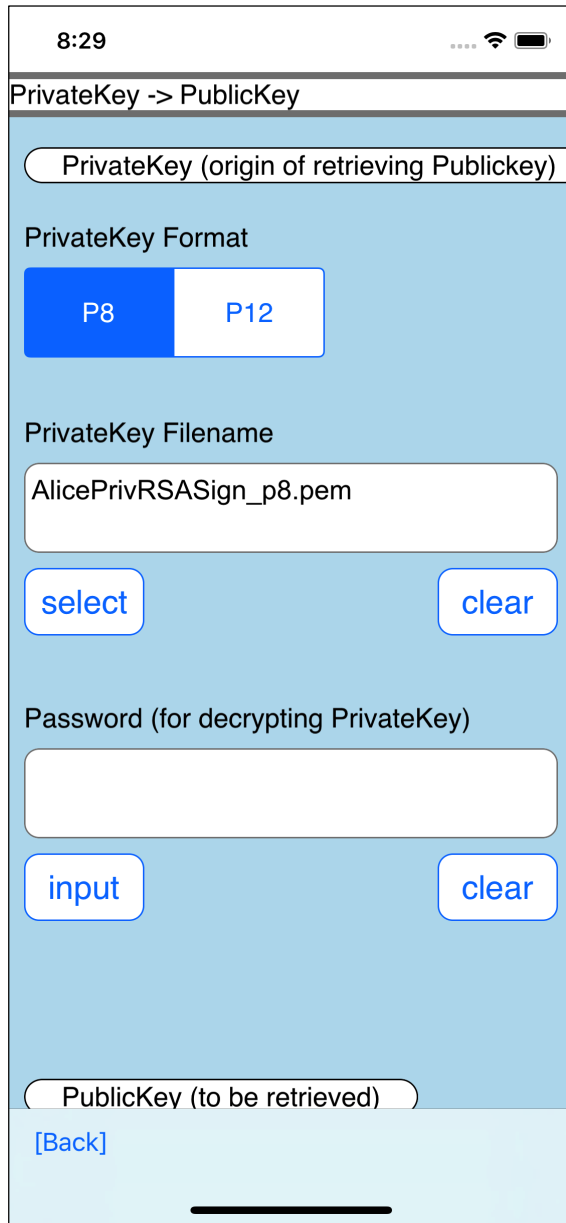 8:29
PrivateKey -> PublicKey
PrivateKey (origin of retrieving Publickey)
PrivateKey Format
P8 P12
PrivateKey Filename
AlicePrivRSASign_p8.pem
select clear
Password (for decrypting PrivateKey)
input clear
PublicKey (to be retrieved)
[Back]